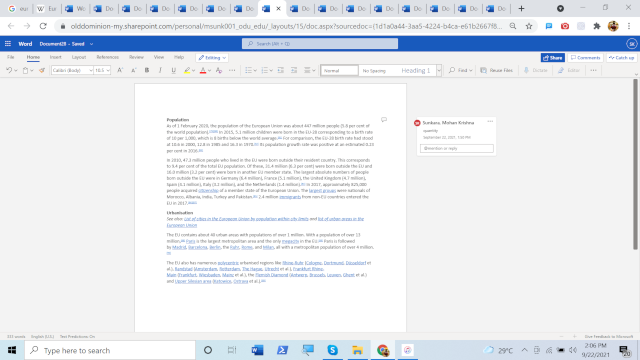 olddominion-my.sharepoint.com/personal/msunk001_odu_edu/_layouts/15/doc.aspx?sourcedoc={1d1a0a44-3aa5-4224-b4ca-e61b2667f8...
Word Document28 - Saved
Search (Alt + Q)
File Home Insert Layout References Review View Help Editing
Share Comments Catch up
Calibri (Body) 10.5 Normal No Spacing Heading 1 Find Reuse Files Dictate Editor
Population
As of 1 February 2020, the population of the European Union was about 447 million people (5.8 per cent of
the world population). In 2015, 5.1 million children were born in the EU-28 corresponding to a birth rate
of 10 per 1,000, which is 8 births below the world average. For comparison, the EU-28 birth rate had stood
at 10.6 in 2000, 12.8 in 1985 and 16.3 in 1970. Its population growth rate was positive at an estimated 0.23
per cent in 2016.
In 2010, 47.3 million people who lived in the EU were born outside their resident country. This corresponds
to 9.4 per cent of the total EU population. Of these, 31.4 million (6.3 per cent) were born outside the EU and
16.0 million (3.2 per cent) were born in another EU member state. The largest absolute numbers of people
born outside the EU were in Germany (6.4 million), France (5.1 million), the United Kingdom (4.7 million),
Spain (4.1 million), Italy (3.2 million), and the Netherlands (1.4 million). In 2017, approximately 825,000
people acquired citizenship of a member state of the European Union. The largest groups were nationals of
Morocco, Albania, India, Turkey and Pakistan. 2.4 million immigrants from non-EU countries entered the
EU in 2017.
Urbanisation
See also: List of cities in the European Union by population within city limits and list of urban areas in the
European Union
The EU contains about 40 urban areas with populations of over 1 million. With a population of over 13
million, Paris is the largest metropolitan area and the only megacity in the EU. Paris is followed
by Madrid, Barcelona, Berlin, the Ruhr, Rome, and Milan, all with a metropolitan population of over 4 million.
The EU also has numerous polycentric urbanised regions like Rhine-Ruhr (Cologne, Dortmund, Düsseldorf et
al.), Randstad (Amsterdam, Rotterdam, The Hague, Utrecht et al.), Frankfurt Rhine-
Main (Frankfurt, Wiesbaden, Mainz et al.), the Flemish Diamond (Antwerp, Brussels, Leuven, Ghent et al.)
and Upper Silesian area (Katowice, Ostrava et al.).
Sunkara, Mohan Krishna
quantity
September 22, 2021, 1:50 PM
@mention or reply
English (U.S.) Text Predictions: On
Give Feedback to Microsoft
Type here to search
29°C
2:06 PM
9/22/2021